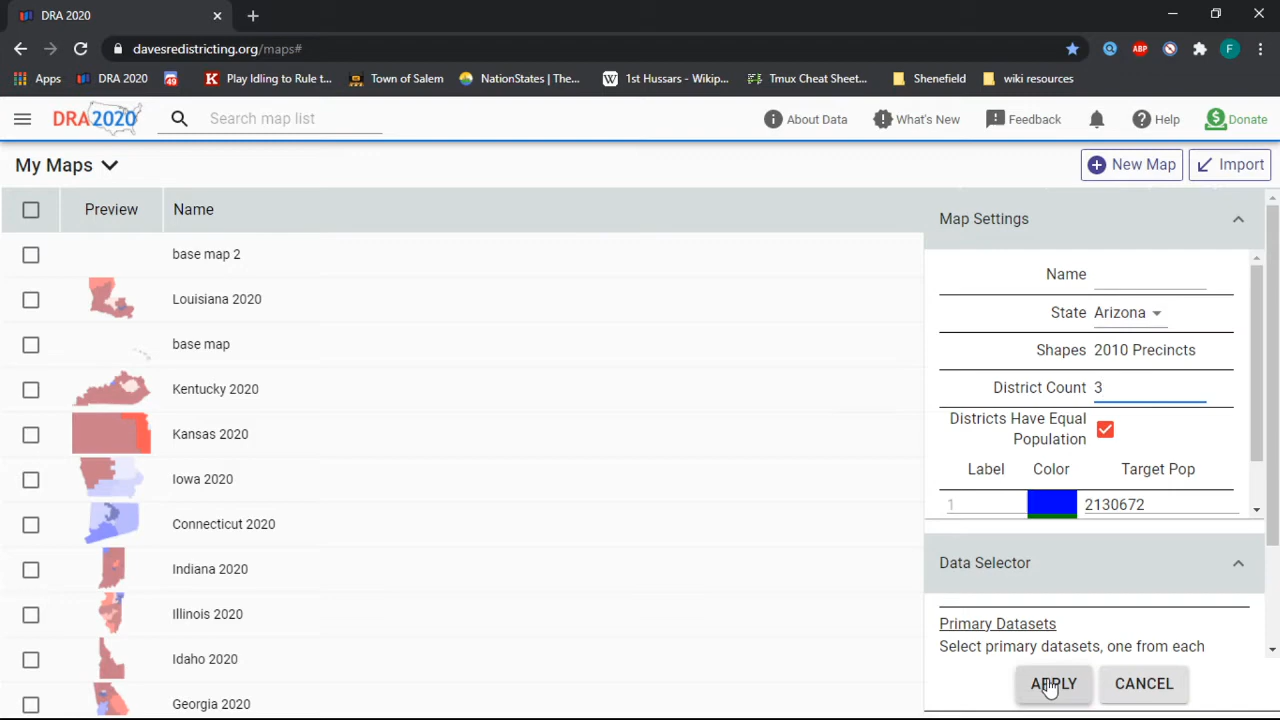 DRA 2020
davesredistricting.org/maps#
ABP
F
Apps
DRA 2020
49
K Play Idling to Rule t...
Town of Salem
NationStates | The...
W 1st Hussars - Wikip...
Tmux Cheat Sheet...
Shenefield
wiki resources
DRA2020
Search map list
About Data
What's New
Feedback
Help
Donate
My Maps
New Map
Import
Preview
Name
base map 2
Louisiana 2020
base map
Kentucky 2020
Kansas 2020
Iowa 2020
Connecticut 2020
Indiana 2020
Illinois 2020
Idaho 2020
Georgia 2020
Map Settings
Name
State Arizona
Shapes 2010 Precincts
District Count 3
Districts Have Equal
Population
Label Color Target Pop
1 2130672
Data Selector
Primary Datasets
Select primary datasets, one from each
APPLY
CANCEL